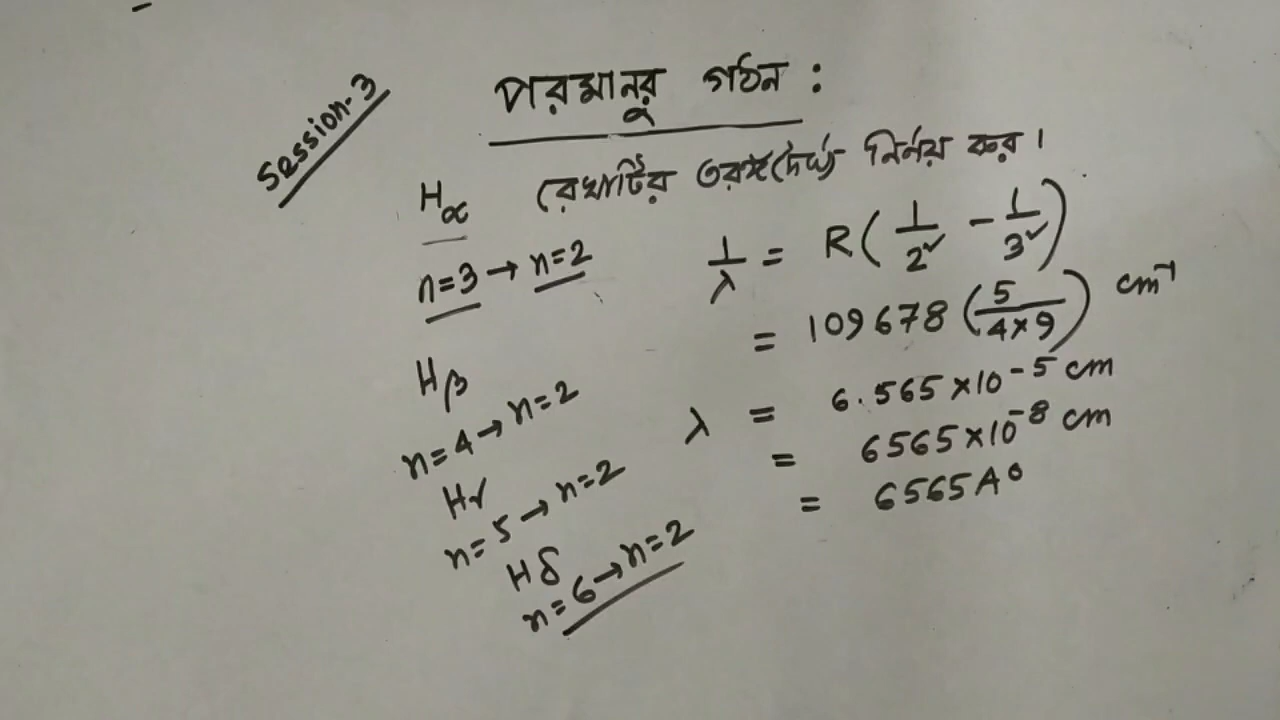 Session-3
পরমানুর গঠন :
Hα রেখাটির তরঙ্গদৈর্ঘ্য নির্নয় কর।
n=3 → n=2
1/λ = R(1/2² - 1/3²)
= 109678 (5/4×9) cm⁻¹
Hβ
n=4 → n=2
λ = 6.565×10⁻⁵ cm
= 6565×10⁻⁸ cm
Hγ
n=5 → n=2
= 6565A°
Hδ
n=6 → n=2